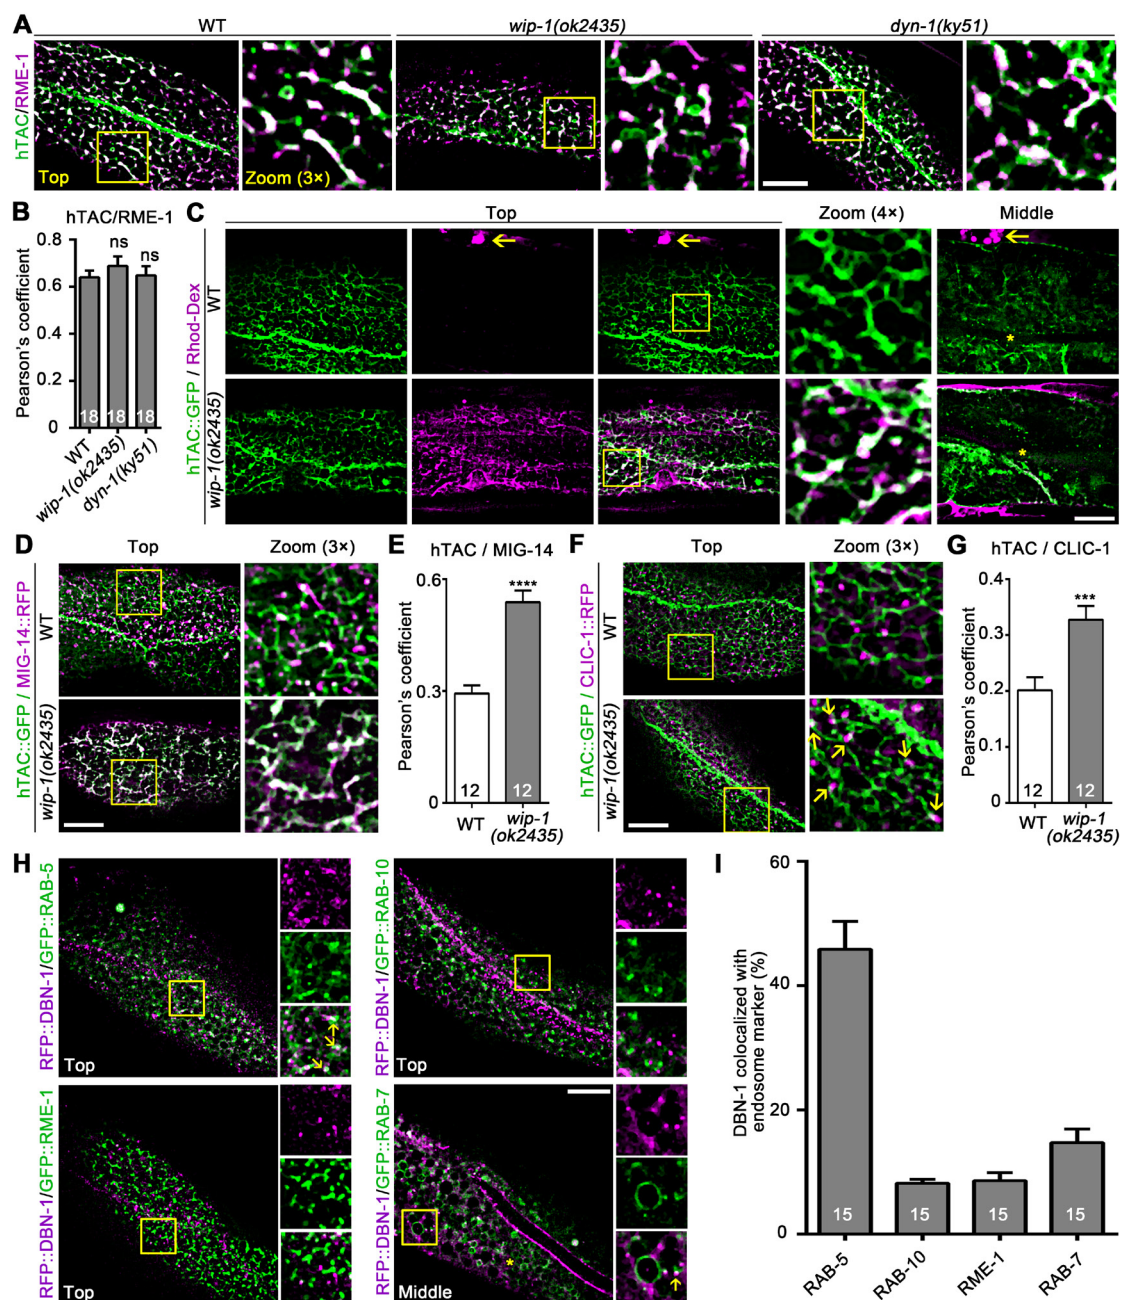 A
WT
wip-1(ok2435)
dyn-1(ky51)
hTAC/RME-1
Top
Zoom (3×)
B
hTAC/RME-1
Pearson's coefficient
0.8
0.6
0.4
0.2
0
ns
ns
18
18
18
WT
wip-1(ok2435)
dyn-1(ky51)
C
Top
Zoom (4×)
Middle
hTAC::GFP / Rhod-Dex
WT
wip-1(ok2435)
*
*
D
Top
Zoom (3×)
hTAC::GFP / MIG-14::RFP
WT
wip-1(ok2435)
E
hTAC / MIG-14
Pearson's coefficient
0.6
0.3
0
****
12
12
WT
wip-1
(ok2435)
F
Top
Zoom (3×)
hTAC::GFP / CLIC-1::RFP
WT
wip-1(ok2435)
G
hTAC / CLIC-1
Pearson's coefficient
0.4
0.3
0.2
0.1
0
***
12
12
WT
wip-1
(ok2435)
H
RFP::DBN-1/GFP::RAB-5
Top
RFP::DBN-1/GFP::RAB-10
Top
RFP::DBN-1/GFP::RME-1
Top
RFP::DBN-1/GFP::RAB-7
Middle
*
I
DBN-1 colocalized with
endosome marker (%)
60
40
20
0
15
15
15
15
RAB-5
RAB-10
RME-1
RAB-7